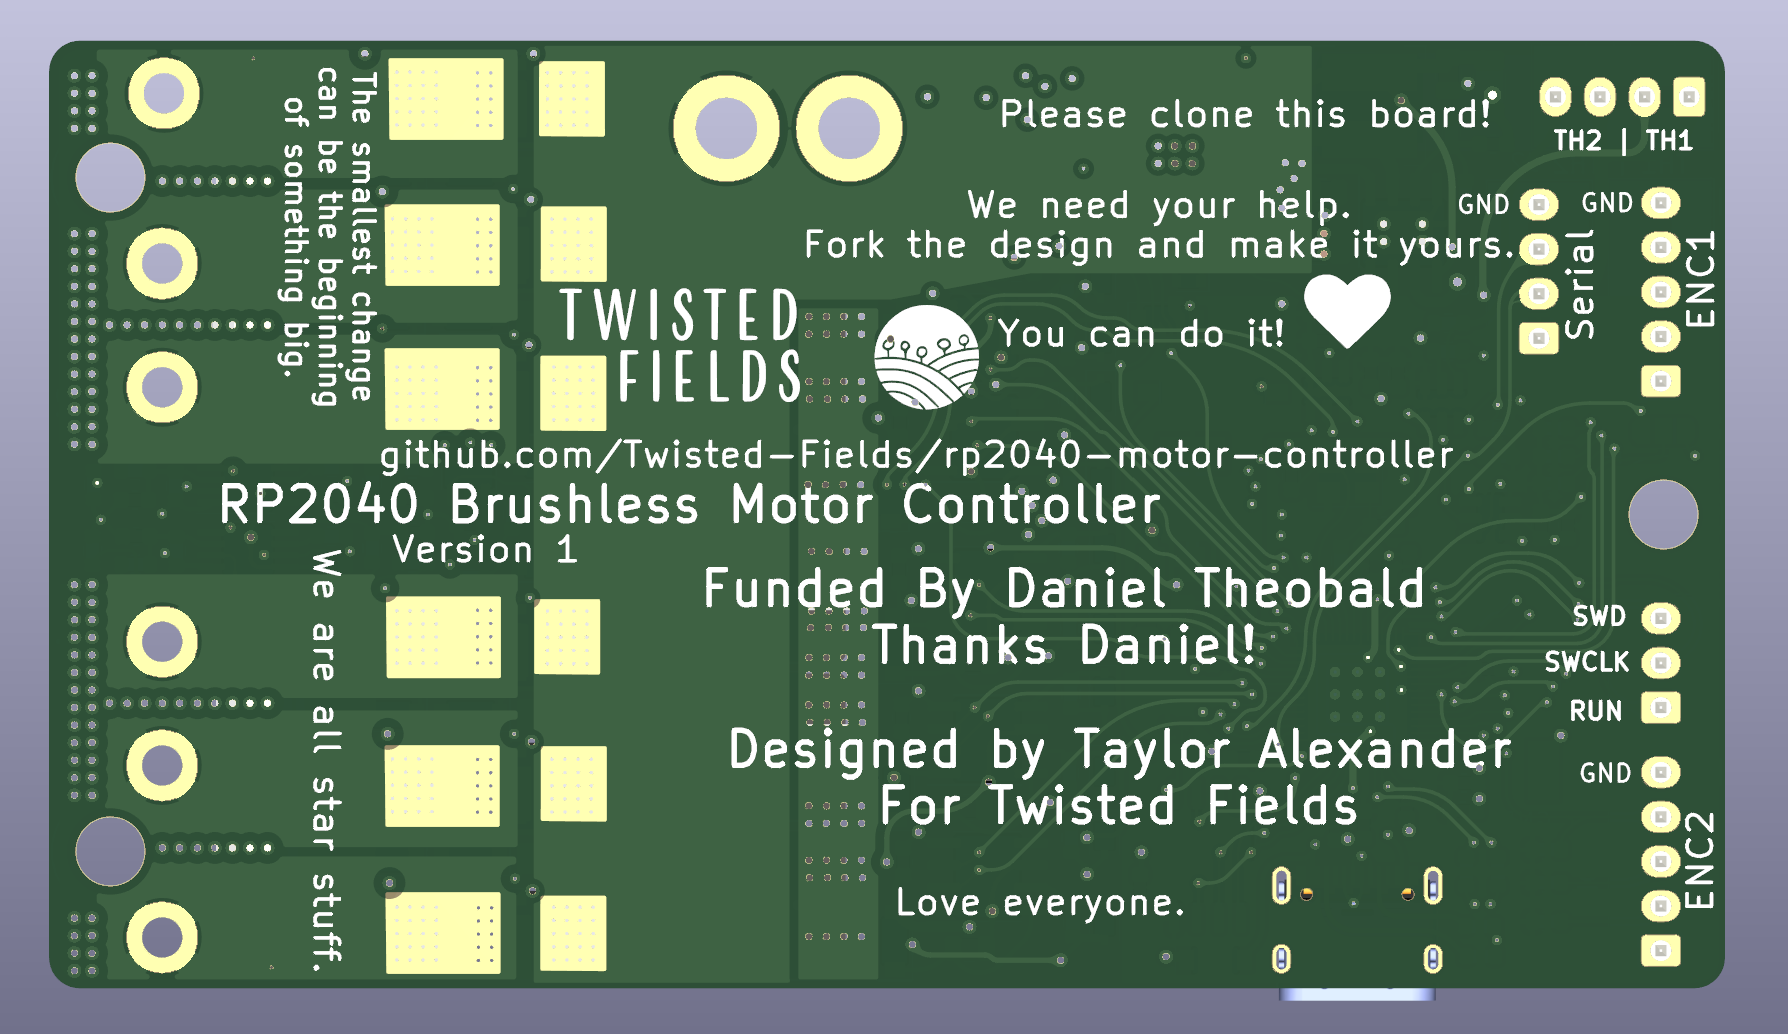 The smallest change
can be the beginning
of something big.
Please clone this board!
TH2 | TH1
We need your help.
Fork the design and make it yours.
GND
GND
Serial
ENC1
TWISTED
FIELDS
You can do it!
github.com/Twisted-Fields/rp2040-motor-controller
RP2040 Brushless Motor Controller
Version 1
We are all star stuff.
Funded By Daniel Theobald
Thanks Daniel!
SWD
SWCLK
RUN
Designed by Taylor Alexander
For Twisted Fields
GND
ENC2
Love everyone.